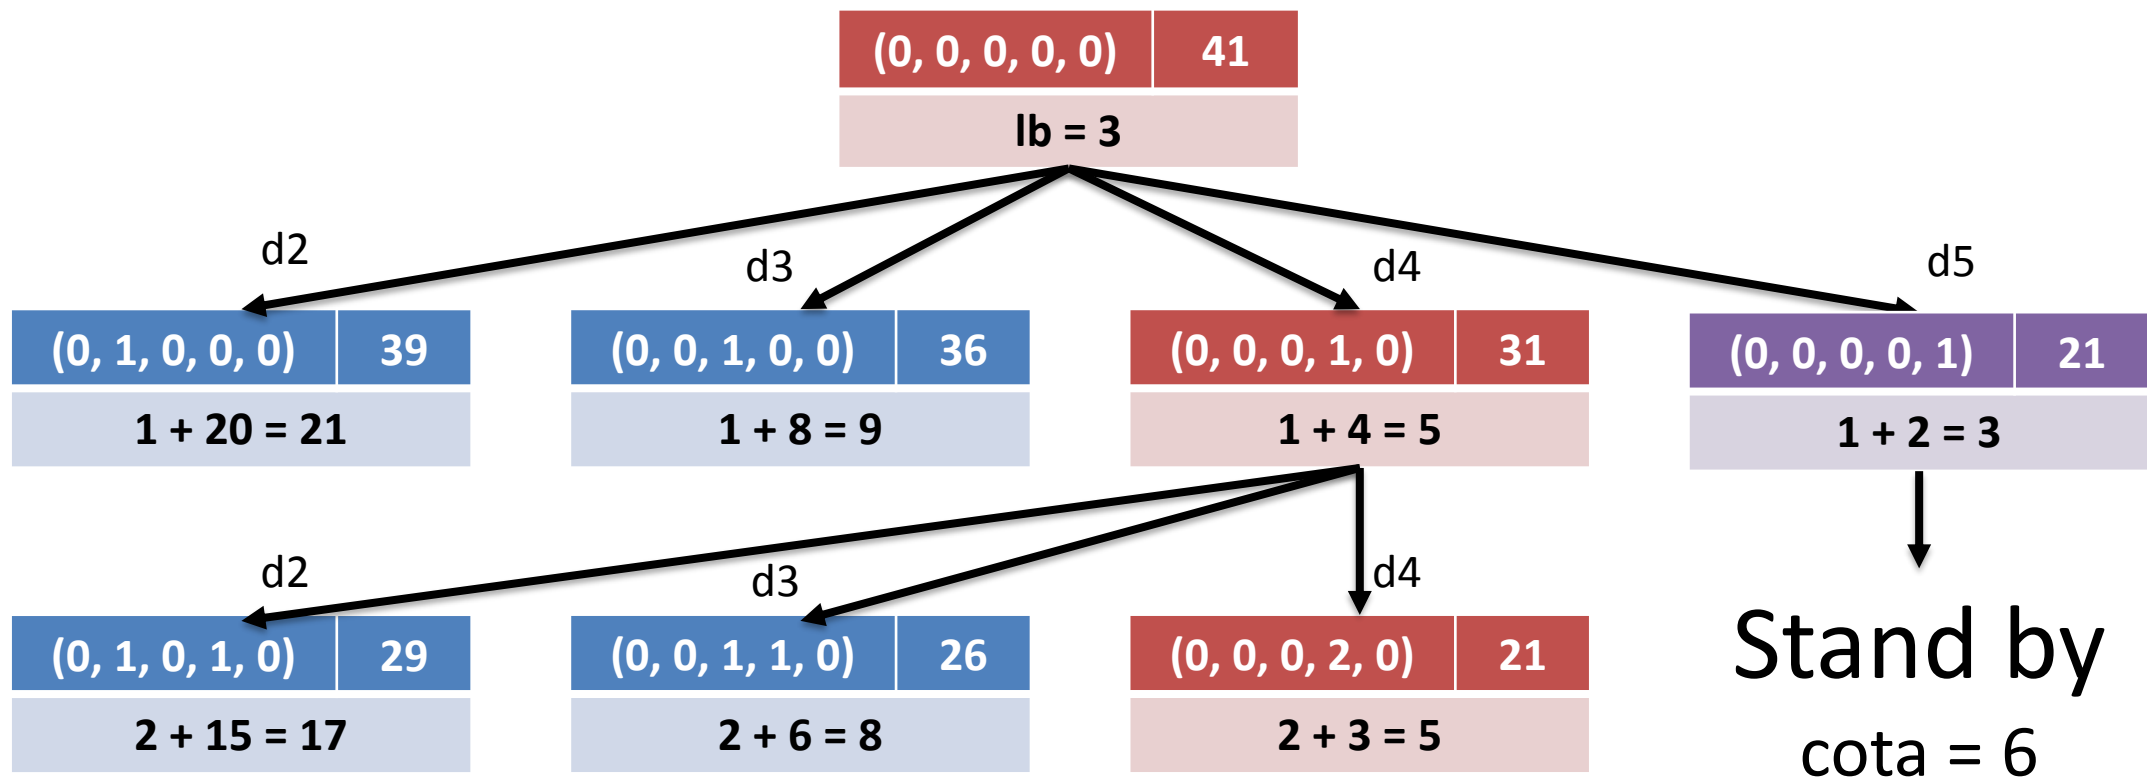 (0, 0, 0, 0, 0) 41
lb = 3
d2
d3
d4
d5
(0, 1, 0, 0, 0) 39
1 + 20 = 21
(0, 0, 1, 0, 0) 36
1 + 8 = 9
(0, 0, 0, 1, 0) 31
1 + 4 = 5
(0, 0, 0, 0, 1) 21
1 + 2 = 3
d2
d3
d4
(0, 1, 0, 1, 0) 29
2 + 15 = 17
(0, 0, 1, 1, 0) 26
2 + 6 = 8
(0, 0, 0, 2, 0) 21
2 + 3 = 5
Stand by
cota = 6